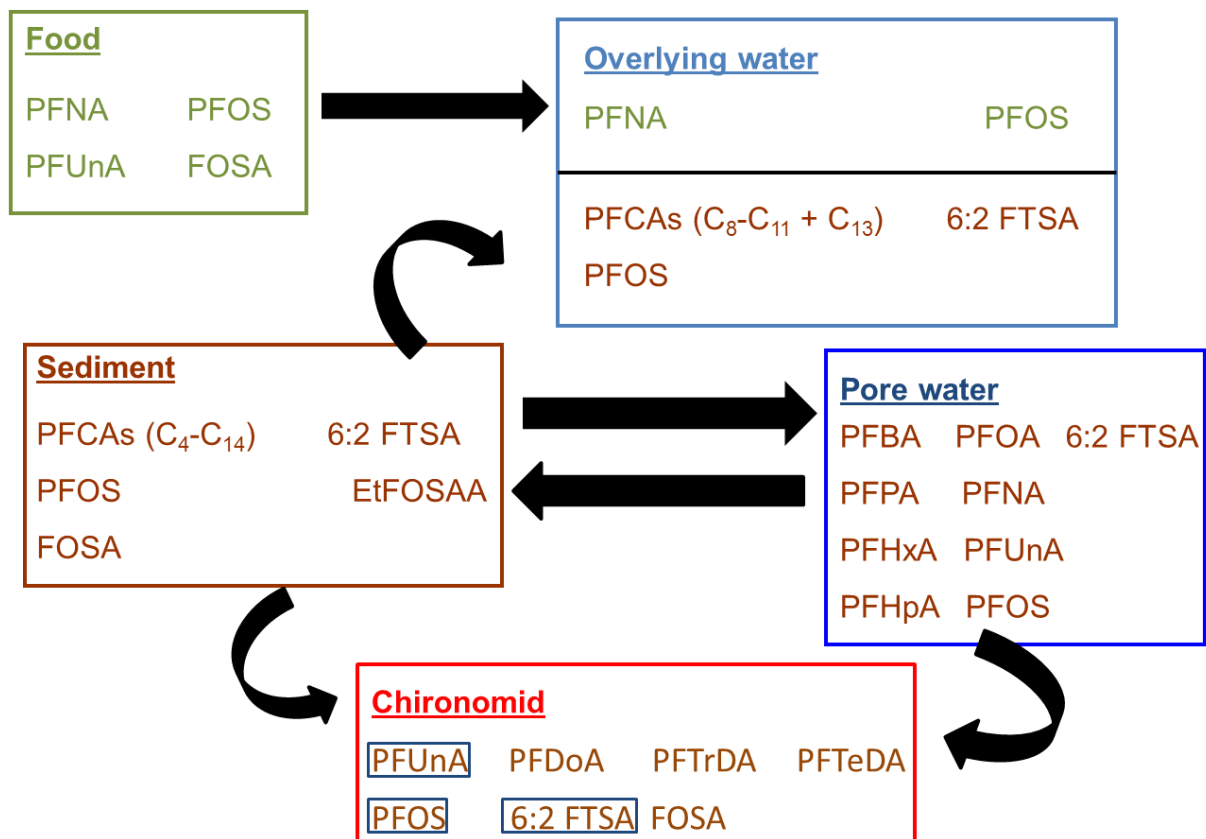 Food
PFNA PFOS
PFUnA FOSA
Overlying water
PFNA PFOS
PFCAs (C₈-C₁₁ + C₁₃) 6:2 FTSA
PFOS
Sediment
PFCAs (C₄-C₁₄) 6:2 FTSA
PFOS EtFOSAA
FOSA
Pore water
PFBA PFOA 6:2 FTSA
PFPA PFNA
PFHxA PFUnA
PFHpA PFOS
Chironomid
PFUnA PFDoA PFTrDA PFTeDA
PFOS 6:2 FTSA FOSA